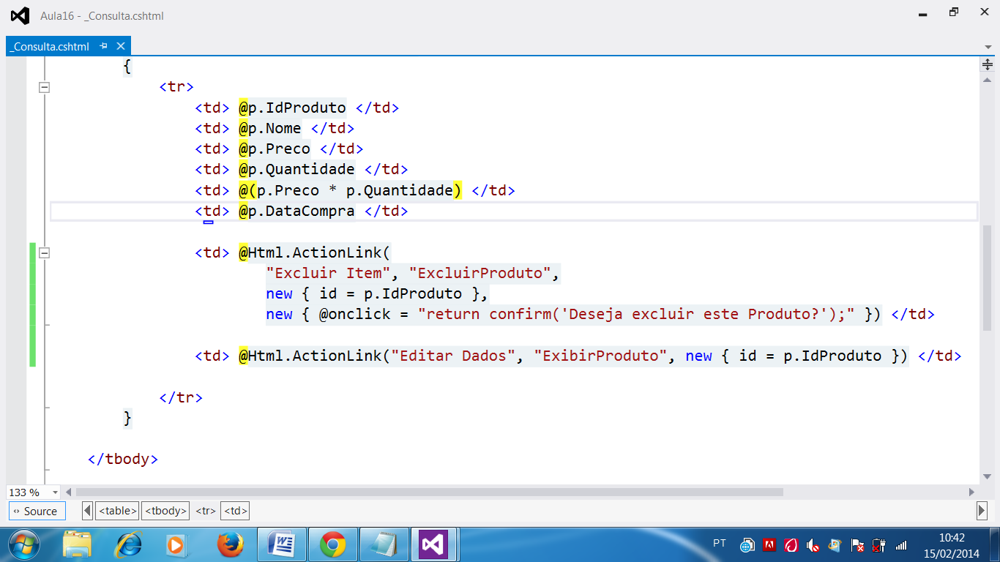 Aula16 - _Consulta.cshtml
_Consulta.cshtml
{
<tr>
<td> @p.IdProduto </td>
<td> @p.Nome </td>
<td> @p.Preco </td>
<td> @p.Quantidade </td>
<td> @(p.Preco * p.Quantidade) </td>
<td> @p.DataCompra </td>
<td> @Html.ActionLink(
"Excluir Item", "ExcluirProduto",
new { id = p.IdProduto },
new { @onclick = "return confirm('Deseja excluir este Produto?');" }) </td>
<td> @Html.ActionLink("Editar Dados", "ExibirProduto", new { id = p.IdProduto }) </td>
</tr>
}
</tbody>
133 %
Source <table> <tbody> <tr> <td>
PT
10:42
15/02/2014